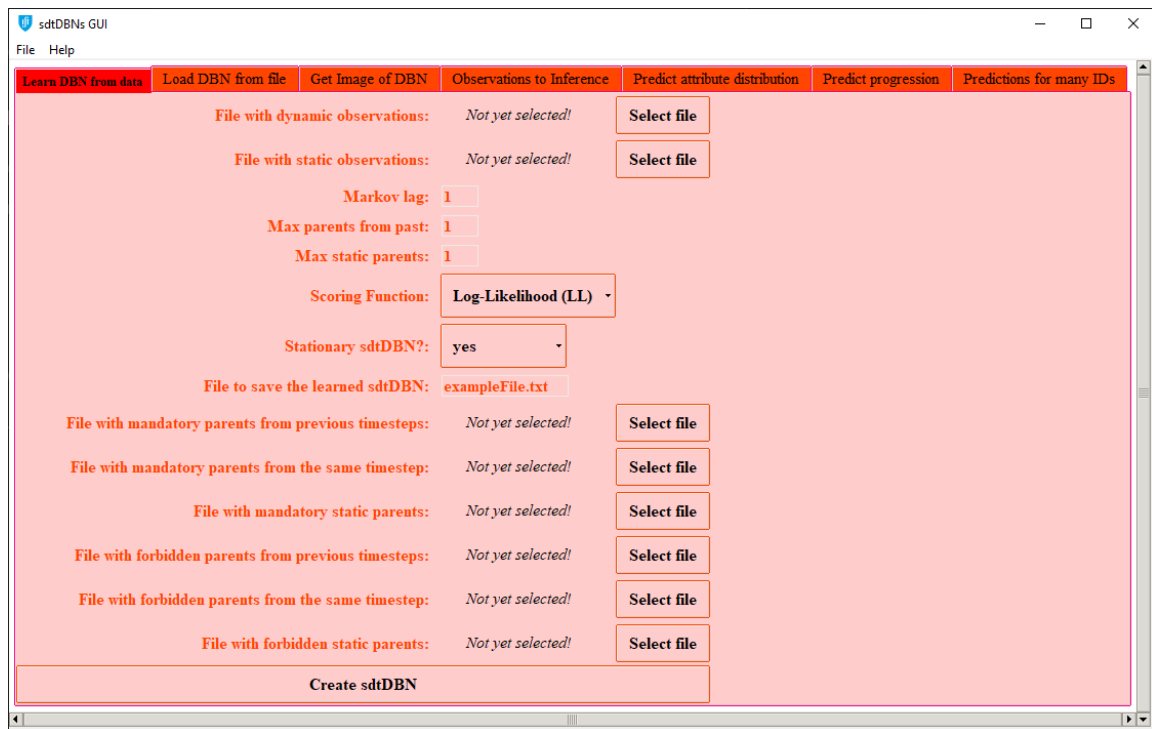 sdtDBNs GUI
File Help
Learn DBN from data Load DBN from file Get Image of DBN Observations to Inference Predict attribute distribution Predict progression Predictions for many IDs
File with dynamic observations: Not yet selected! Select file
File with static observations: Not yet selected! Select file
Markov lag: 1
Max parents from past: 1
Max static parents: 1
Scoring Function: Log-Likelihood (LL)
Stationary sdtDBN?: yes
File to save the learned sdtDBN: exampleFile.txt
File with mandatory parents from previous timesteps: Not yet selected! Select file
File with mandatory parents from the same timestep: Not yet selected! Select file
File with mandatory static parents: Not yet selected! Select file
File with forbidden parents from previous timesteps: Not yet selected! Select file
File with forbidden parents from the same timestep: Not yet selected! Select file
File with forbidden static parents: Not yet selected! Select file
Create sdtDBN